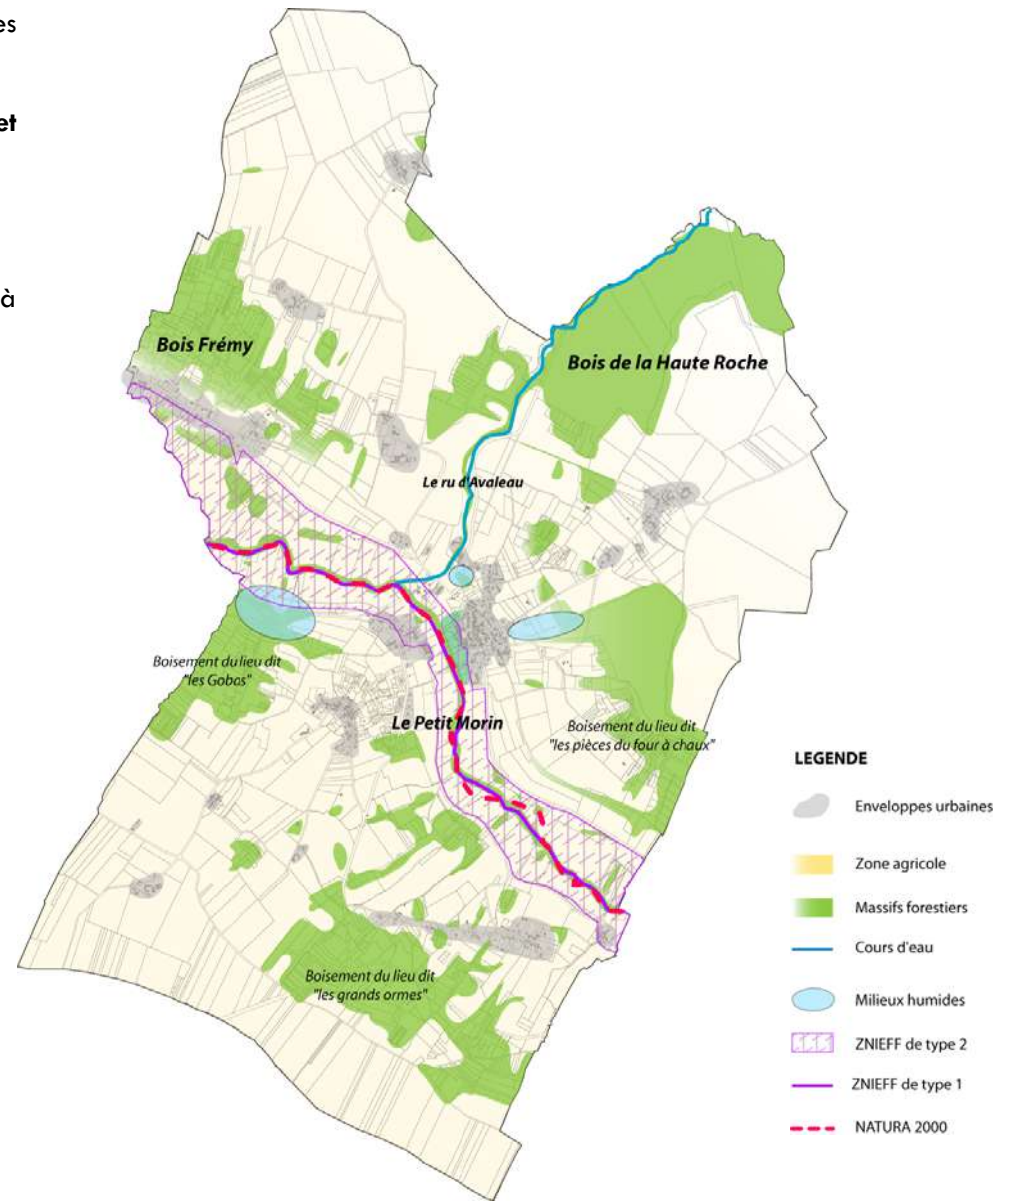 es
et
à
Bois Frémy
Bois de la Haute Roche
Le ru d'Avaleau
Boisement du lieu dit
"les Gobas"
Le Petit Morin
Boisement du lieu dit
"les pièces du four à chaux"
Boisement du lieu dit
"les grands ormes"
LEGENDE
Enveloppes urbaines
Zone agricole
Massifs forestiers
Cours d'eau
Milieux humides
ZNIEFF de type 2
ZNIEFF de type 1
NATURA 2000